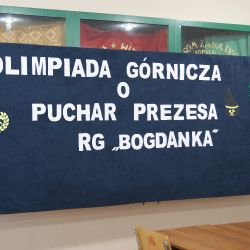 OLIMPIADA GÓRNICZA
O
PUCHAR PREZESA
RG „BOGDANKA"